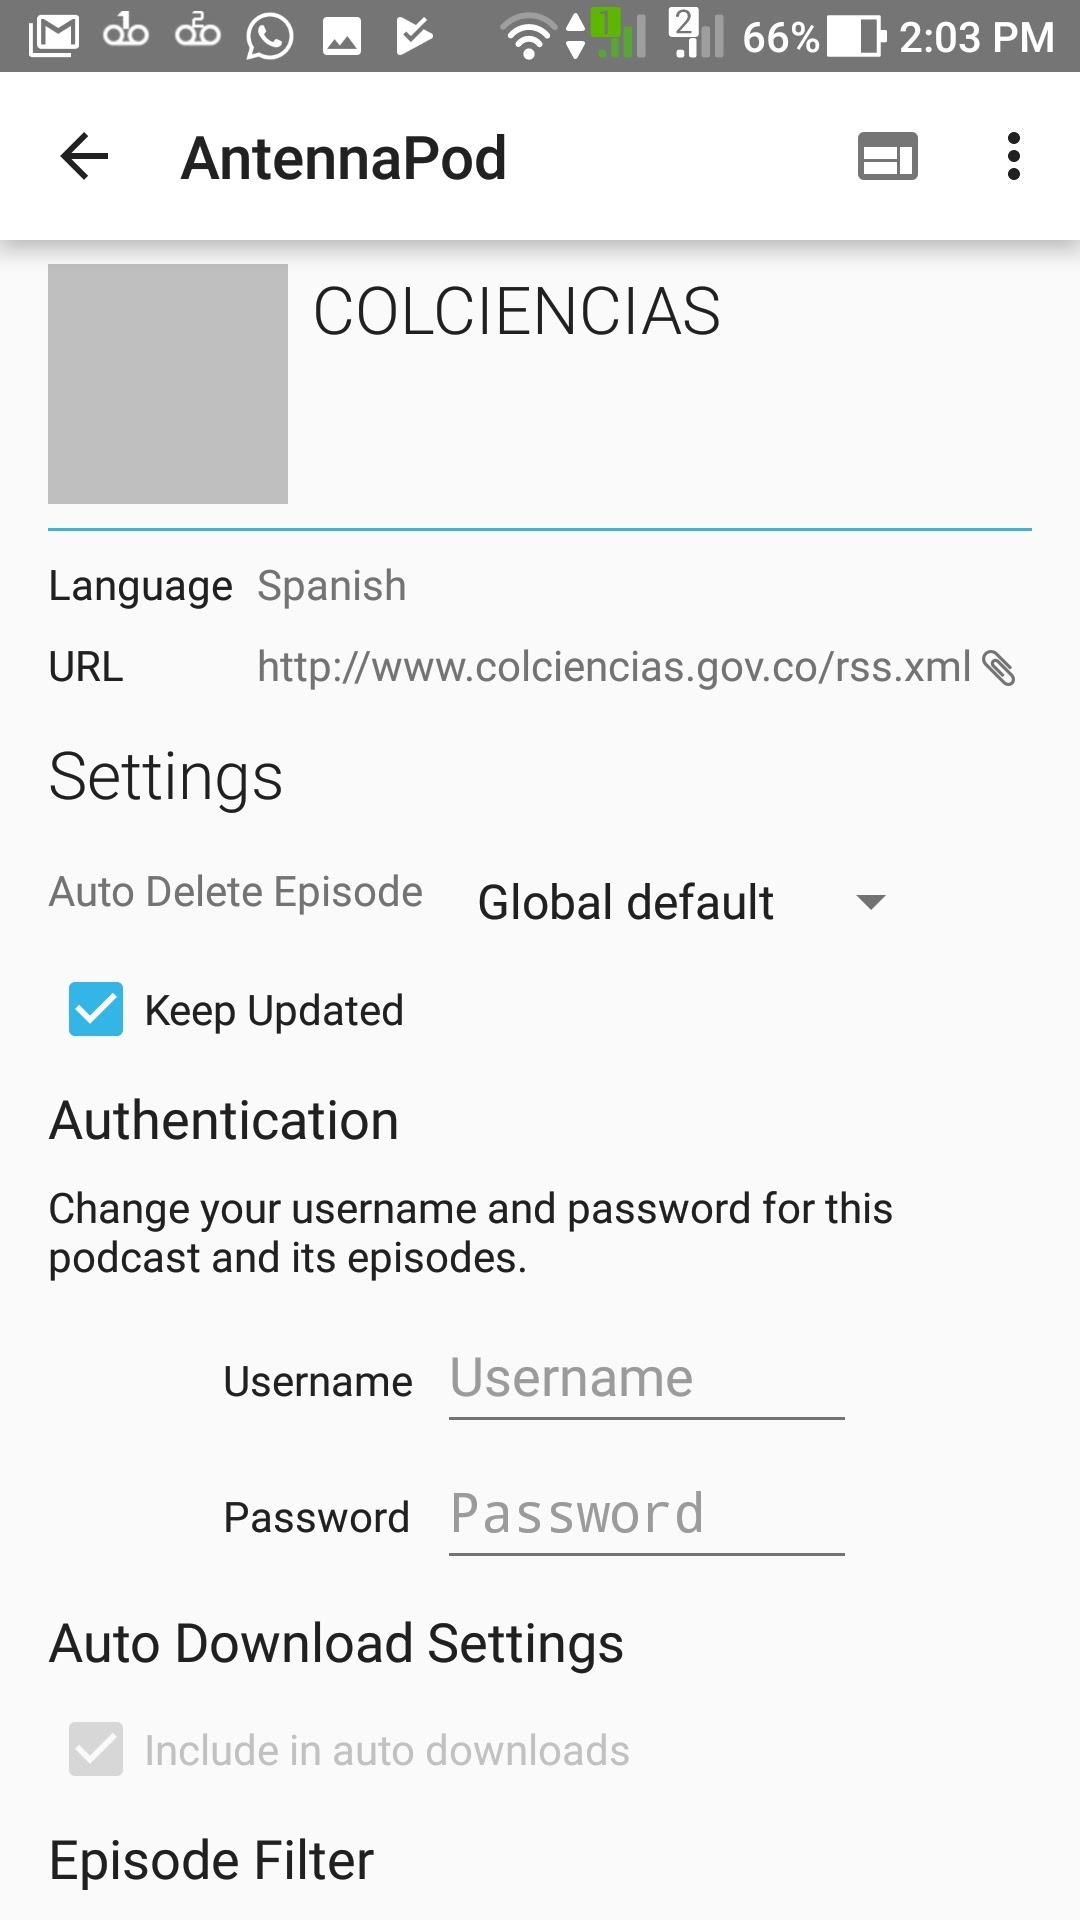 1 2 66% 2:03 PM
AntennaPod
COLCIENCIAS
Language Spanish
URL http://www.colciencias.gov.co/rss.xml
Settings
Auto Delete Episode Global default
Keep Updated
Authentication
Change your username and password for this
podcast and its episodes.
Username Username
Password Password
Auto Download Settings
Include in auto downloads
Episode Filter